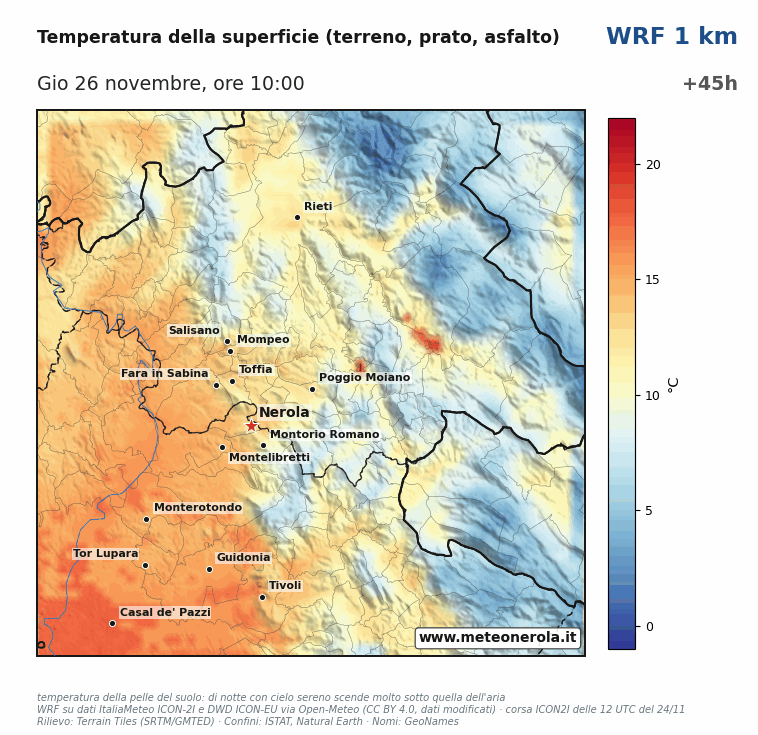 Temperatura della superficie (terreno, prato, asfalto)
WRF 1 km
Gio 26 novembre, ore 10:00
+45h
Rieti
Salisano
Mompeo
Toffia
Fara in Sabina
Poggio Moiano
Nerola
Montorio Romano
Montelibretti
Monterotondo
Tor Lupara
Guidonia
Tivoli
Casal de' Pazzi
www.meteonerola.it
20
15
10
5
0
°C
temperatura della pelle del suolo: di notte con cielo sereno scende molto sotto quella dell'aria
WRF su dati ItaliaMeteo ICON-2I e DWD ICON-EU via Open-Meteo (CC BY 4.0, dati modificati) · corsa ICON2I delle 12 UTC del 24/11
Rilievo: Terrain Tiles (SRTM/GMTED) · Confini: ISTAT, Natural Earth · Nomi: GeoNames